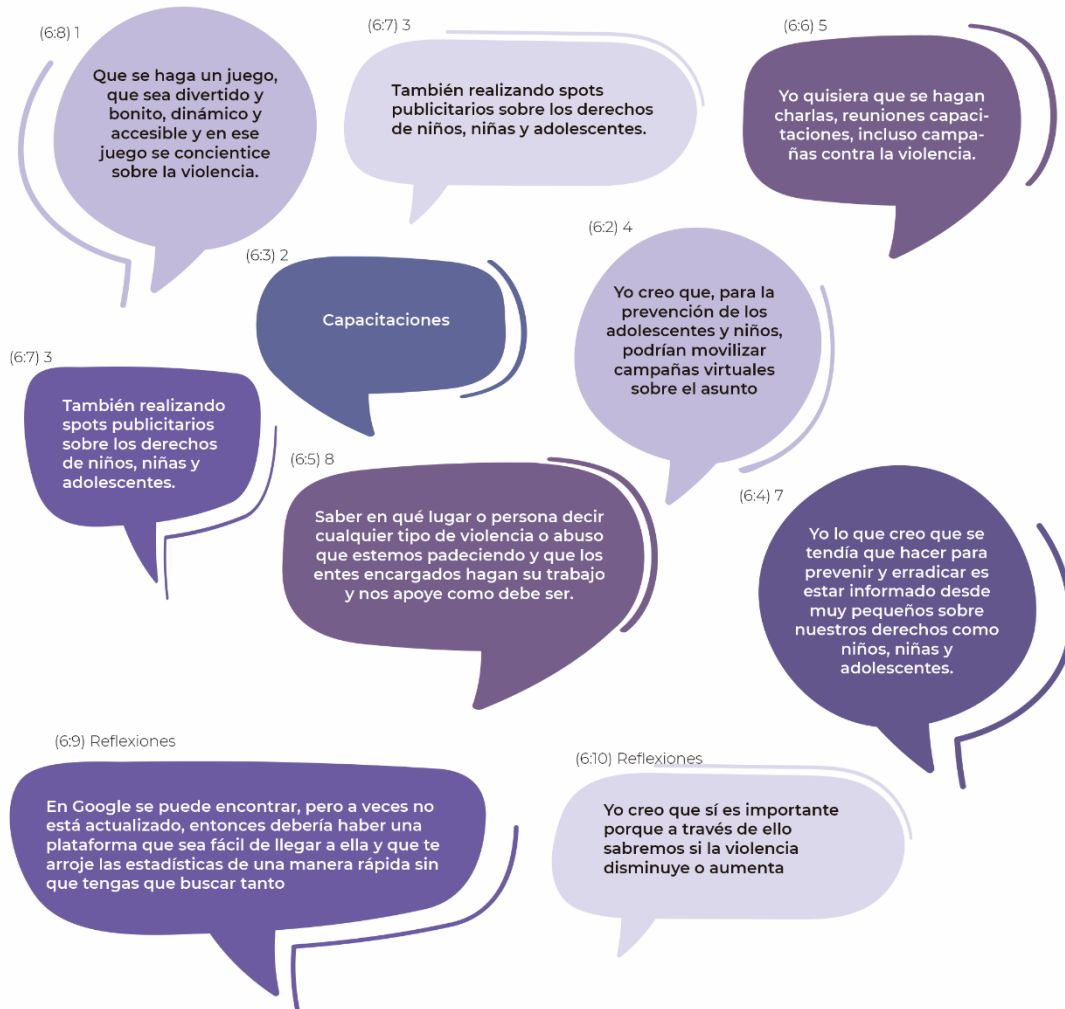 (6:8) 1
Que se haga un juego,
que sea divertido y
bonito, dinámico y
accesible y en ese
juego se concientice
sobre la violencia.
(6:7) 3
También realizando spots
publicitarios sobre los derechos
de niños, niñas y adolescentes.
(6:6) 5
Yo quisiera que se hagan
charlas, reuniones capaci-
taciones, incluso campa-
ñas contra la violencia.
(6:3) 2
Capacitaciones
(6:2) 4
Yo creo que, para la
prevención de los
adolescentes y niños,
podrían movilizar
campañas virtuales
sobre el asunto
(6:7) 3
También realizando
spots publicitarios
sobre los derechos
de niños, niñas y
adolescentes.
(6:5) 8
Saber en qué lugar o persona decir
cualquier tipo de violencia o abuso
que estemos padeciendo y que los
entes encargados hagan su trabajo
y nos apoye como debe ser.
(6:4) 7
Yo lo que creo que se
tendía que hacer para
prevenir y erradicar es
estar informado desde
muy pequeños sobre
nuestros derechos como
niños, niñas y
adolescentes.
(6:9) Reflexiones
En Google se puede encontrar, pero a veces no
está actualizado, entonces debería haber una
plataforma que sea fácil de llegar a ella y que te
arroje las estadísticas de una manera rápida sin
que tengas que buscar tanto
(6:10) Reflexiones
Yo creo que sí es importante
porque a través de ello
sabremos si la violencia
disminuye o aumenta